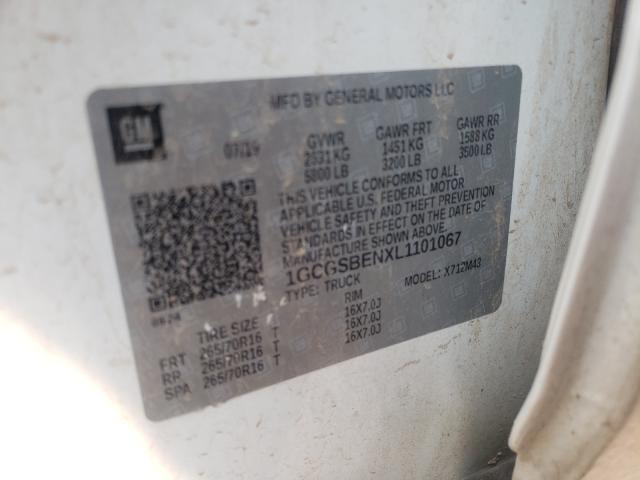 MFD BY GENERAL MOTORS LLC
GM
07/19 GVWR GAWR FRT GAWR RR
2631 KG 1451 KG 1588 KG
5800 LB 3200 LB 3500 LB
THIS VEHICLE CONFORMS TO ALL
APPLICABLE U.S. FEDERAL MOTOR
VEHICLE SAFETY AND THEFT PREVENTION
STANDARDS IN EFFECT ON THE DATE OF
MANUFACTURE SHOWN ABOVE.
1GCGSBENXL1101067
TYPE: TRUCK MODEL: X712M43
TIRE SIZE RIM
FRT 265/70R16 T 16X7.0J
RR 265/70R16 T 16X7.0J
SPA 265/70R16 T 16X7.0J